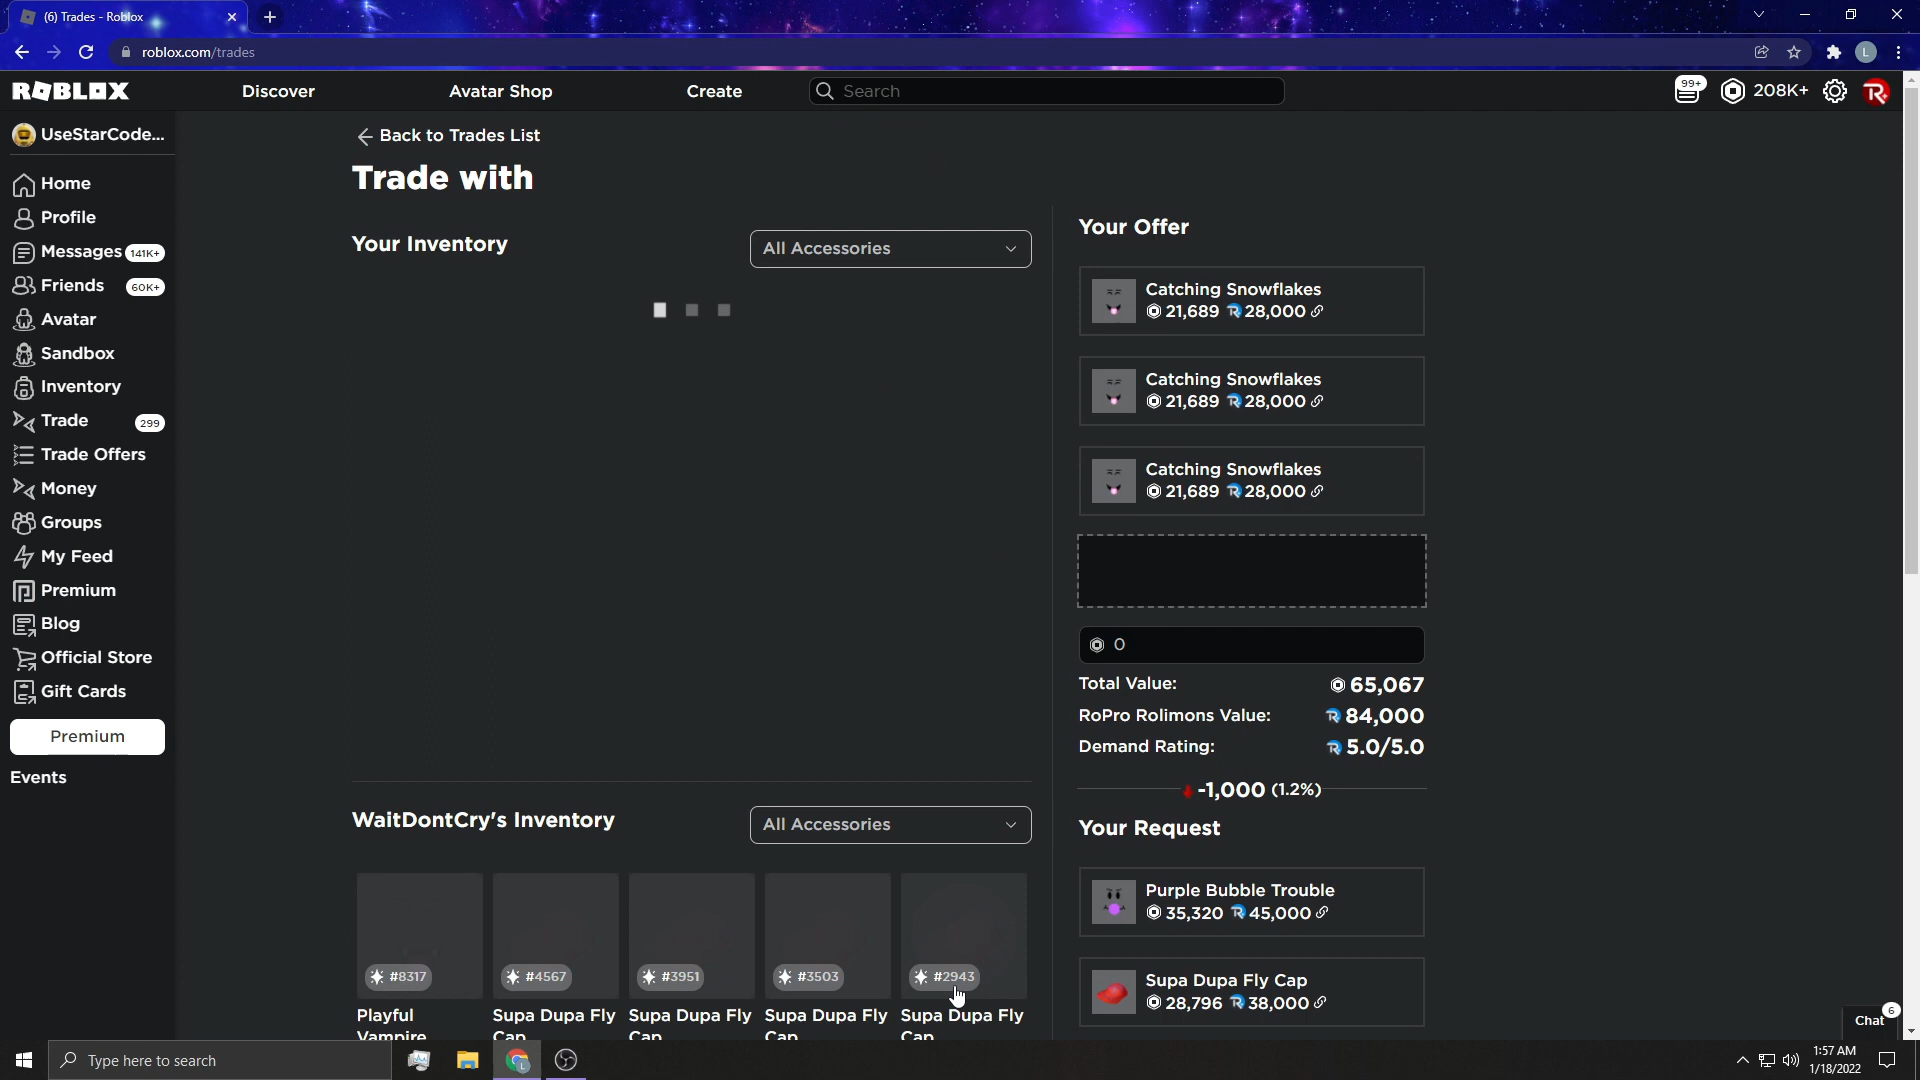 (6) Trades - Roblox
roblox.com/trades
L
ROBLOX
Discover
Avatar Shop
Create
Search
99+
208K+
UseStarCode...
Home
Profile
Messages 141K+
Friends 60K+
Avatar
Sandbox
Inventory
Trade 299
Trade Offers
Money
Groups
My Feed
Premium
Blog
Official Store
Gift Cards
Premium
Events
Back to Trades List
Trade with
Your Inventory
All Accessories
WaitDontCry's Inventory
All Accessories
#8317
#4567
#3951
#3503
#2943
Playful Vampire
Supa Dupa Fly Cap
Supa Dupa Fly Cap
Supa Dupa Fly Cap
Supa Dupa Fly Cap
Your Offer
Catching Snowflakes
21,689 28,000
Catching Snowflakes
21,689 28,000
Catching Snowflakes
21,689 28,000
0
Total Value: 65,067
RoPro Rolimons Value: 84,000
Demand Rating: 5.0/5.0
-1,000 (1.2%)
Your Request
Purple Bubble Trouble
35,320 45,000
Supa Dupa Fly Cap
28,796 38,000
Chat 6
Type here to search
1:57 AM
1/18/2022